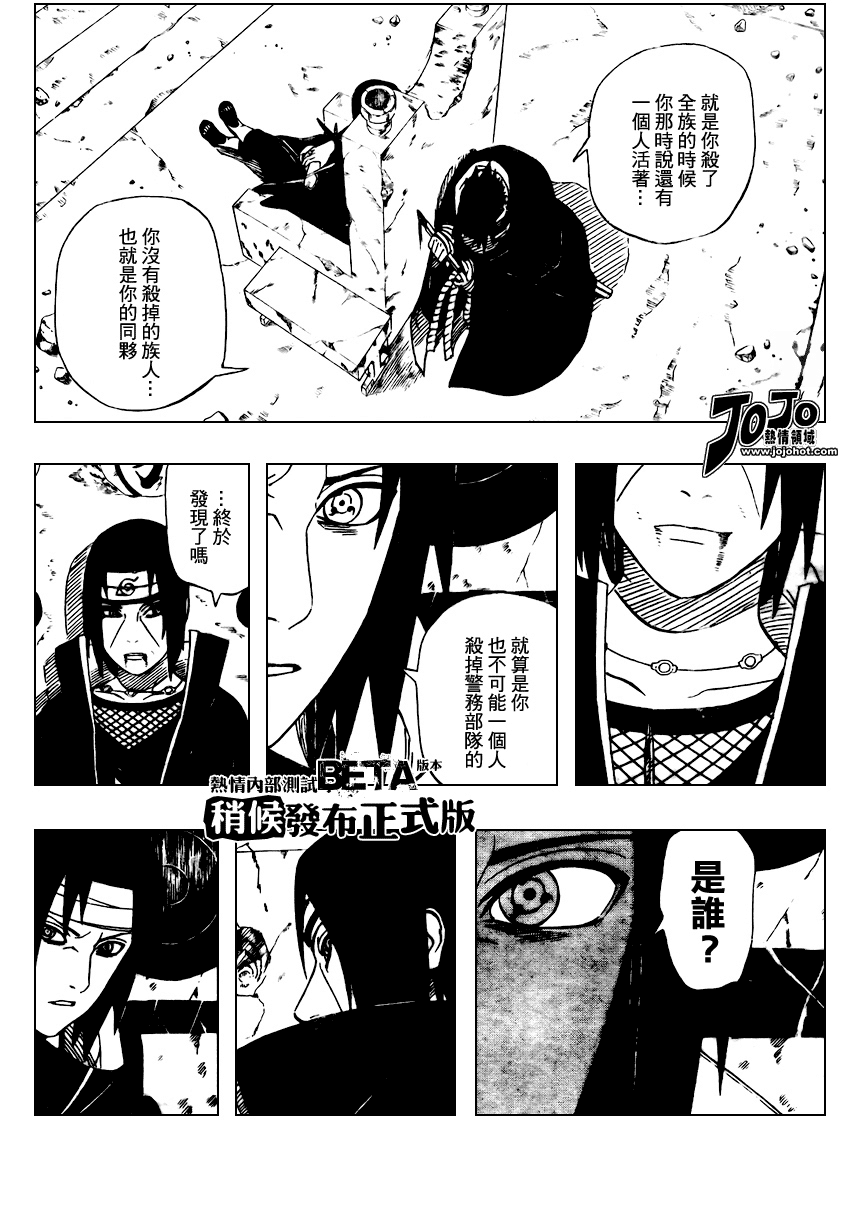 就是你殺了
全族的時候
你那時說還有
一個人活著…
你沒有殺掉的族人…
也就是你的同夥
JOJO
熱情領域
www.jojohot.com
就算是你
也不可能一個人
殺掉警務部隊的
…終於
發現了嗎
熱情內部測試BETA版本
稍候發布正式版
是誰？